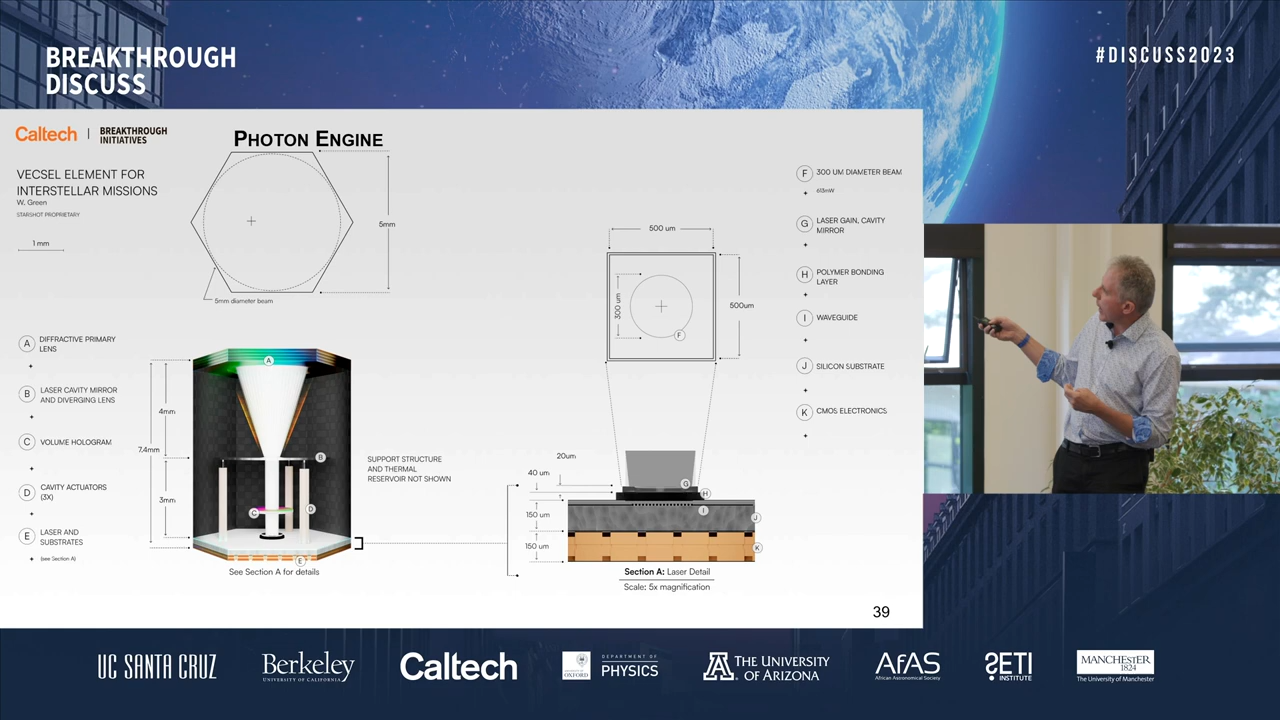 BREAKTHROUGH
DISCUSS
#DISCUSS2023
Caltech | BREAKTHROUGH
INITIATIVES
PHOTON ENGINE
VECSEL ELEMENT FOR
INTERSTELLAR MISSIONS
W. Green
STARSHOT PROPRIETARY
1 mm
5mm
5mm diameter beam
A DIFFRACTIVE PRIMARY
LENS
B LASER CAVITY MIRROR
AND DIVERGING LENS
C VOLUME HOLOGRAM
D CAVITY ACTUATORS
(3X)
E LASER AND
SUBSTRATES
(see Section A)
A
4mm
7.4mm
B
3mm
C
D
E
See Section A for details
SUPPORT STRUCTURE
AND THERMAL
RESERVOIR NOT SHOWN
500 um
300 um
500um
F
20um
40 um
G
H
150 um
I
J
150 um
K
Section A: Laser Detail
Scale: 5x magnification
F 300 UM DIAMETER BEAM
613mW
G LASER GAIN, CAVITY
MIRROR
H POLYMER BONDING
LAYER
I WAVEGUIDE
J SILICON SUBSTRATE
K CMOS ELECTRONICS
39
UC SANTA CRUZ
Berkeley
UNIVERSITY OF CALIFORNIA
Caltech
UNIVERSITY OF
OXFORD
DEPARTMENT OF
PHYSICS
A THE UNIVERSITY
OF ARIZONA
AfAS
African Astronomical Society
SETI
INSTITUTE
MANCHESTER
1824
The University of Manchester